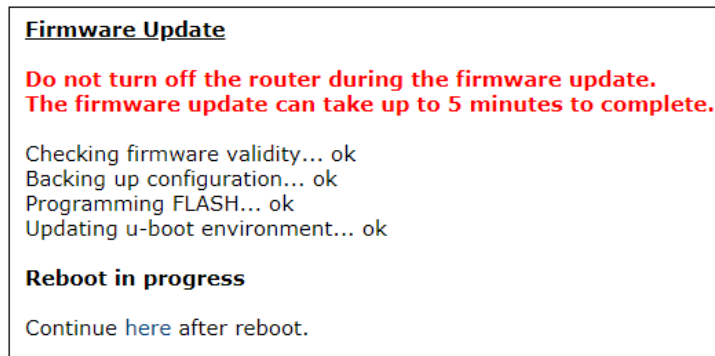 Firmware Update
Do not turn off the router during the firmware update.
The firmware update can take up to 5 minutes to complete.
Checking firmware validity... ok
Backing up configuration... ok
Programming FLASH... ok
Updating u-boot environment... ok
Reboot in progress
Continue here after reboot.